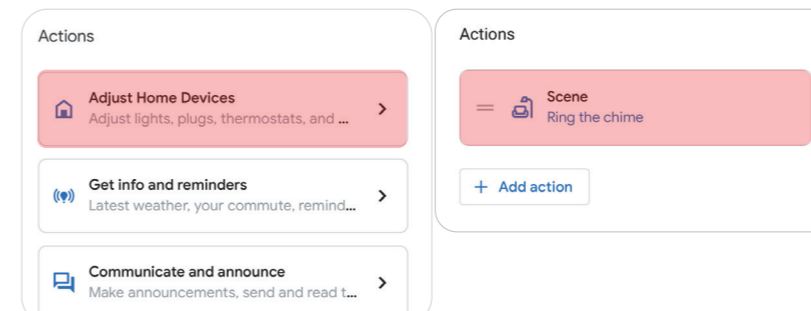 Actions
Adjust Home Devices
Adjust lights, plugs, thermostats, and ...
Get info and reminders
Latest weather, your commute, remind...
Communicate and announce
Make announcements, send and read t...
Actions
Scene
Ring the chime
+ Add action